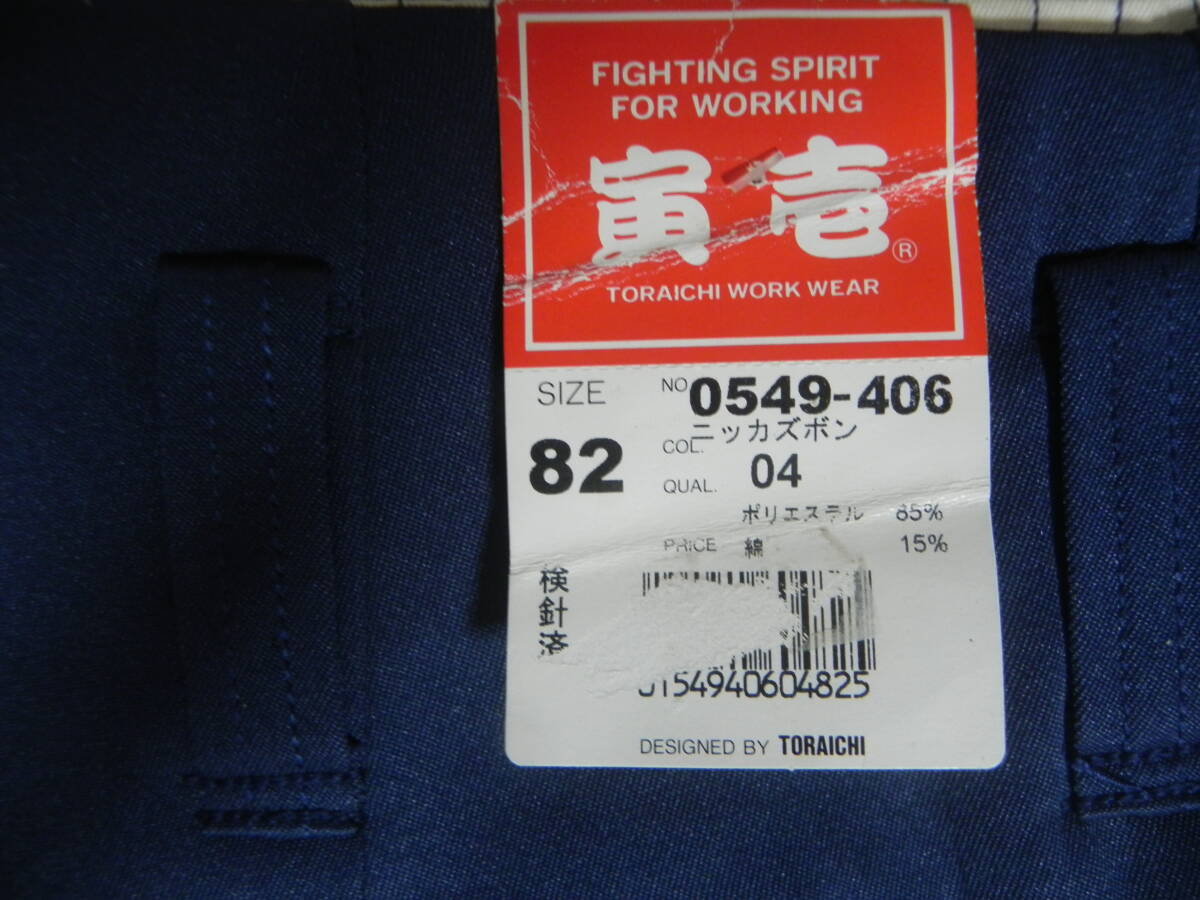 FIGHTING SPIRIT
FOR WORKING
寅壱®
TORAICHI WORK WEAR
SIZE
82
NO 0549-406
ニッカズボン
COL.
QUAL. 04
ポリエステル 85%
PRICE 綿 15%
検針済
0154940604825
DESIGNED BY TORAICHI